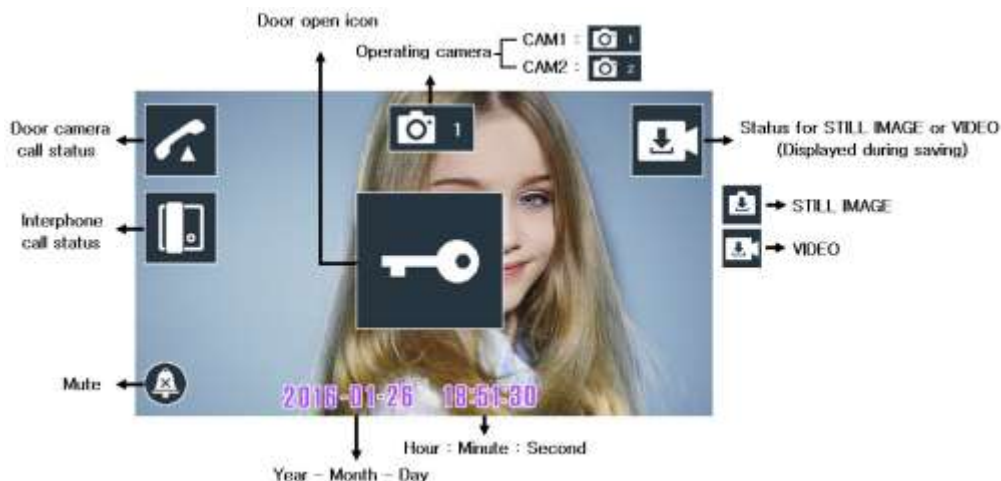 Door open icon
Operating camera
CAM1 : 1
CAM2 : 2
1
Door camera
call status
Status for STILL IMAGE or VIDEO
(Displayed during saving)
Interphone
call status
STILL IMAGE
VIDEO
Mute
2016-01-26 18:51:30
Hour : Minute : Second
Year - Month - Day